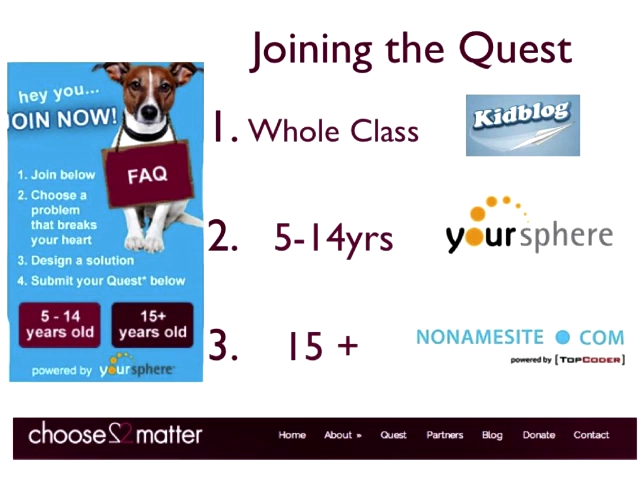 Joining the Quest
hey you...
JOIN NOW!
FAQ
1. Join below
2. Choose a
problem
that breaks
your heart
3. Design a solution
4. Submit your Quest* below
5 - 14
years old
15+
years old
powered by yoursphere
1. Whole Class
Kidblog
2. 5-14yrs
yoursphere
3. 15 +
NONAMESITE COM
powered by [TOPCODER]
choose2matter
Home About » Quest Partners Blog Donate Contact